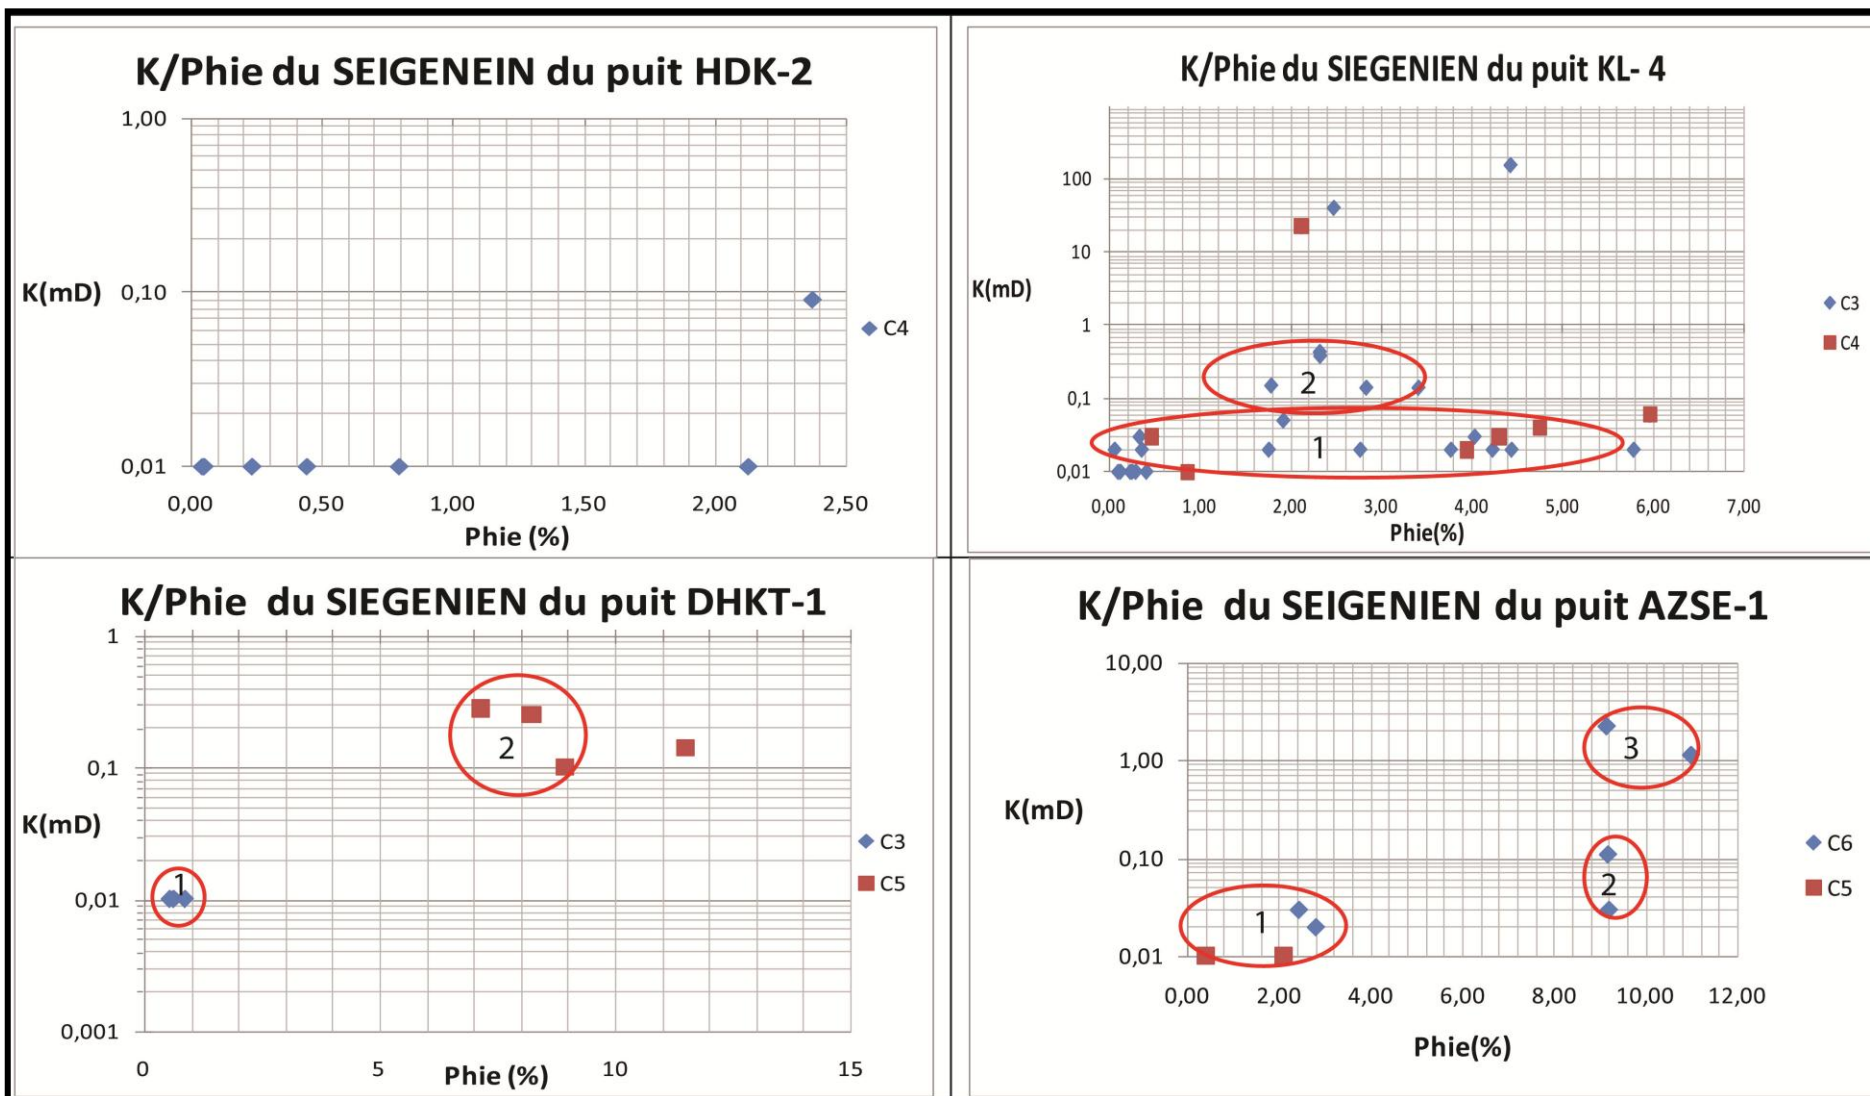 K/Phie du SEIGENEIN du puit HDK-2
1,00
K(mD) 0,10
C4
0,01
0,00 0,50 1,00 1,50 2,00 2,50
Phie (%)
K/Phie du SIEGENIEN du puit KL- 4
100
10
K(mD)
1
C3
C4
2
0,1
1
0,01
0,00 1,00 2,00 3,00 4,00 5,00 6,00 7,00
Phie(%)
K/Phie du SIEGENIEN du puit DHKT-1
1
2
0,1
K(mD)
C3
1
C5
0,01
0,001
0 5 10 15
Phie (%)
K/Phie du SEIGENIEN du puit AZSE-1
10,00
3
1,00
K(mD)
0,10
C6
2
C5
1
0,01
0,00 2,00 4,00 6,00 8,00 10,00 12,00
Phie(%)